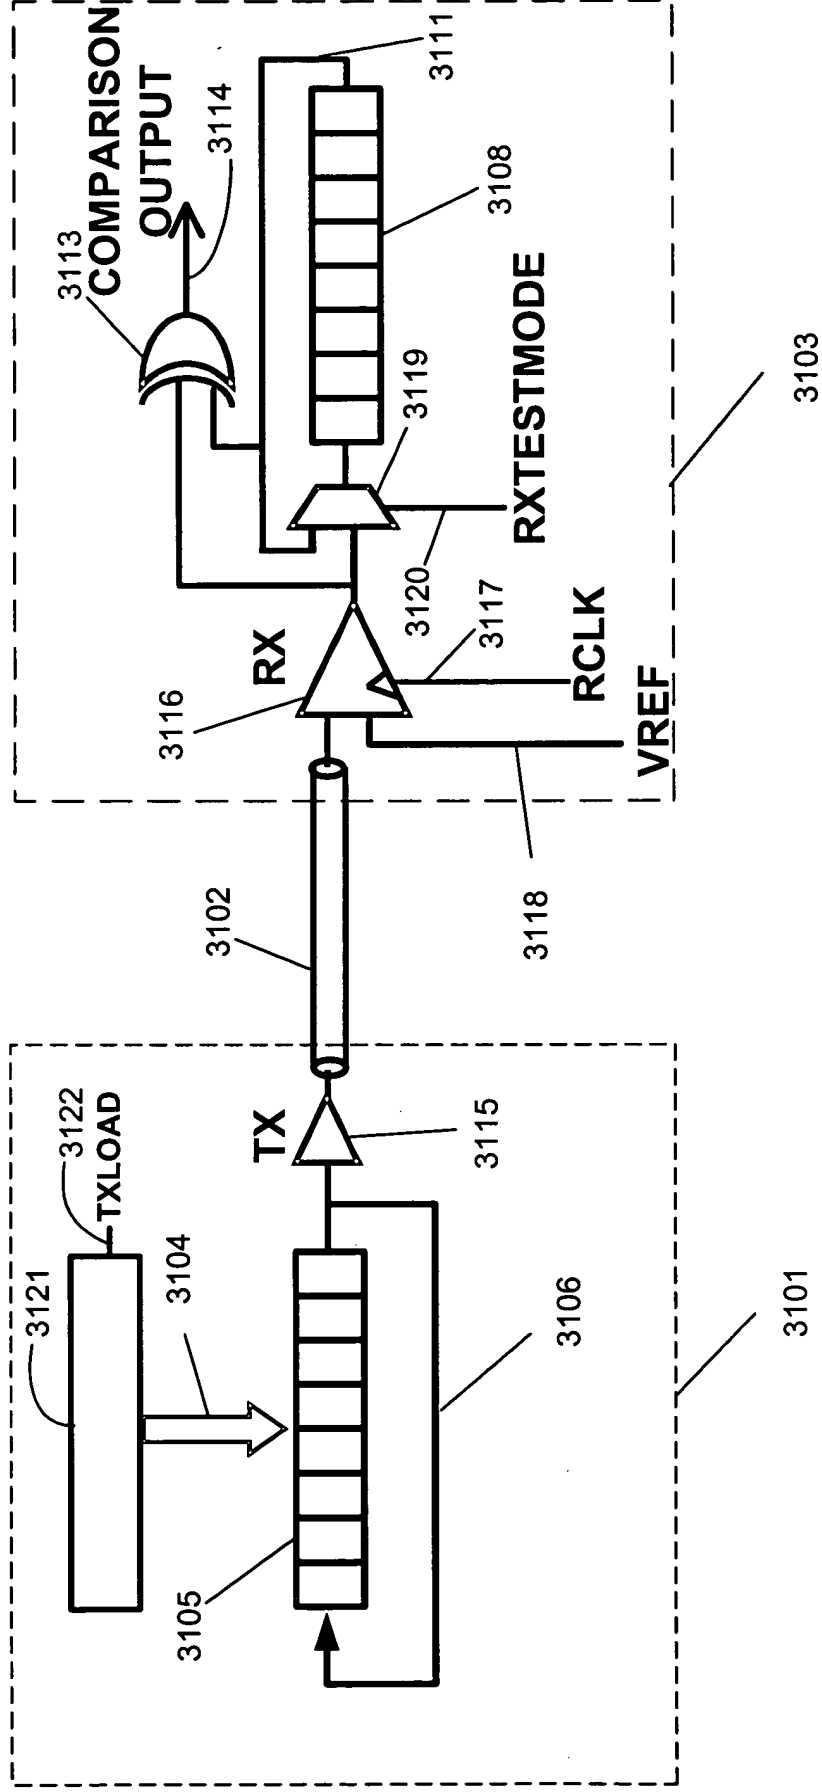 3121
3122
TXLOAD
3104
3105
TX
3115
3106
3101
3102
3116
RX
3118
VREF
3117
RCLK
3120
RXTESTMODE
3119
3113
COMPARISON
OUTPUT
3114
3111
3108
3103